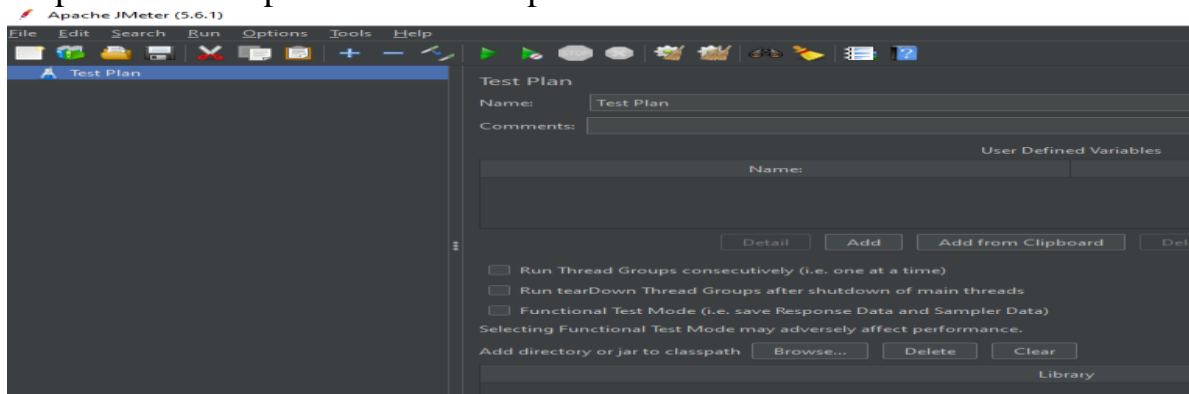 Apache JMeter (5.6.1)
File Edit Search Run Options Tools Help
Test Plan
Test Plan
Name: Test Plan
Comments:
User Defined Variables
Name:
Detail Add Add from Clipboard Del
Run Thread Groups consecutively (i.e. one at a time)
Run tearDown Thread Groups after shutdown of main threads
Functional Test Mode (i.e. save Response Data and Sampler Data)
Selecting Functional Test Mode may adversely affect performance.
Add directory or jar to classpath Browse... Delete Clear
Library